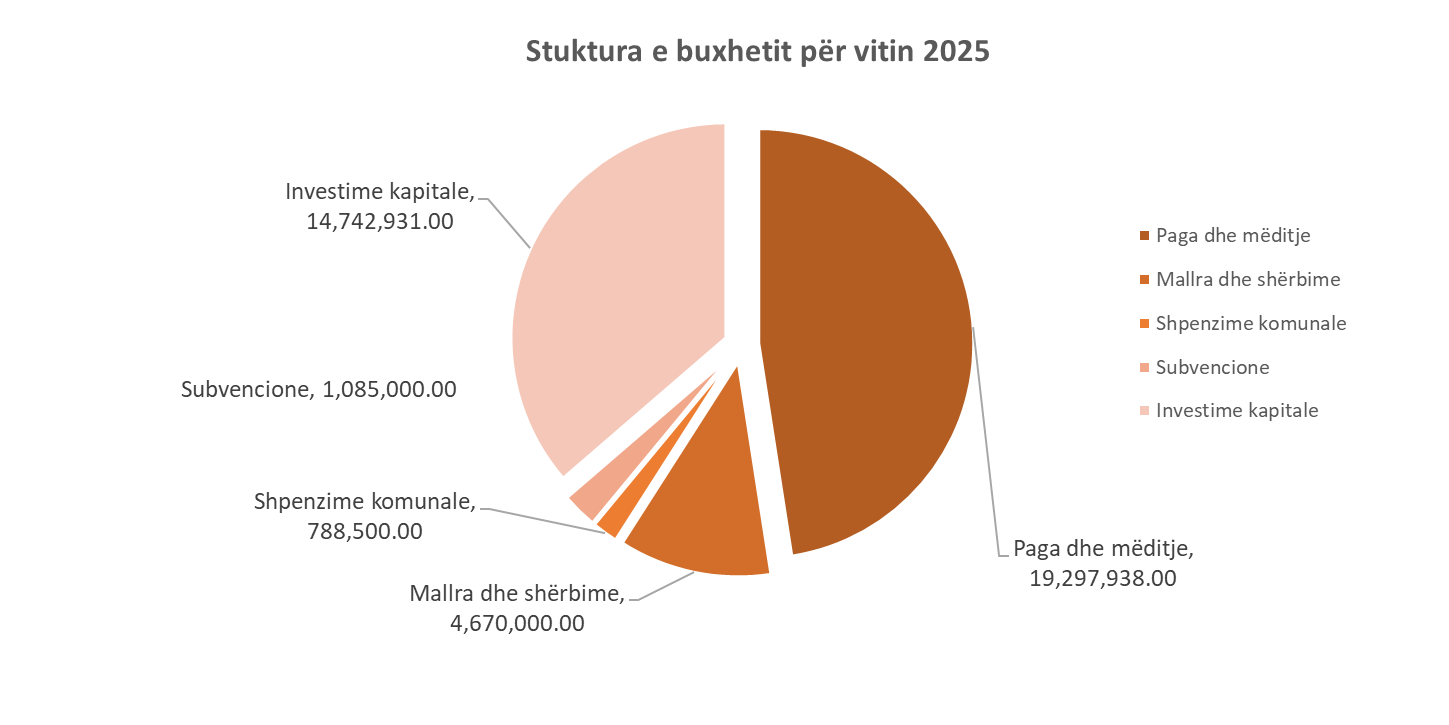 Stuktura e buxhetit për vitin 2025
Investime kapitale,
14,742,931.00
Subvencione, 1,085,000.00
Shpenzime komunale,
788,500.00
Mallra dhe shërbime,
4,670,000.00
Paga dhe mëditje,
19,297,938.00
Paga dhe mëditje
Mallra dhe shërbime
Shpenzime komunale
Subvencione
Investime kapitale